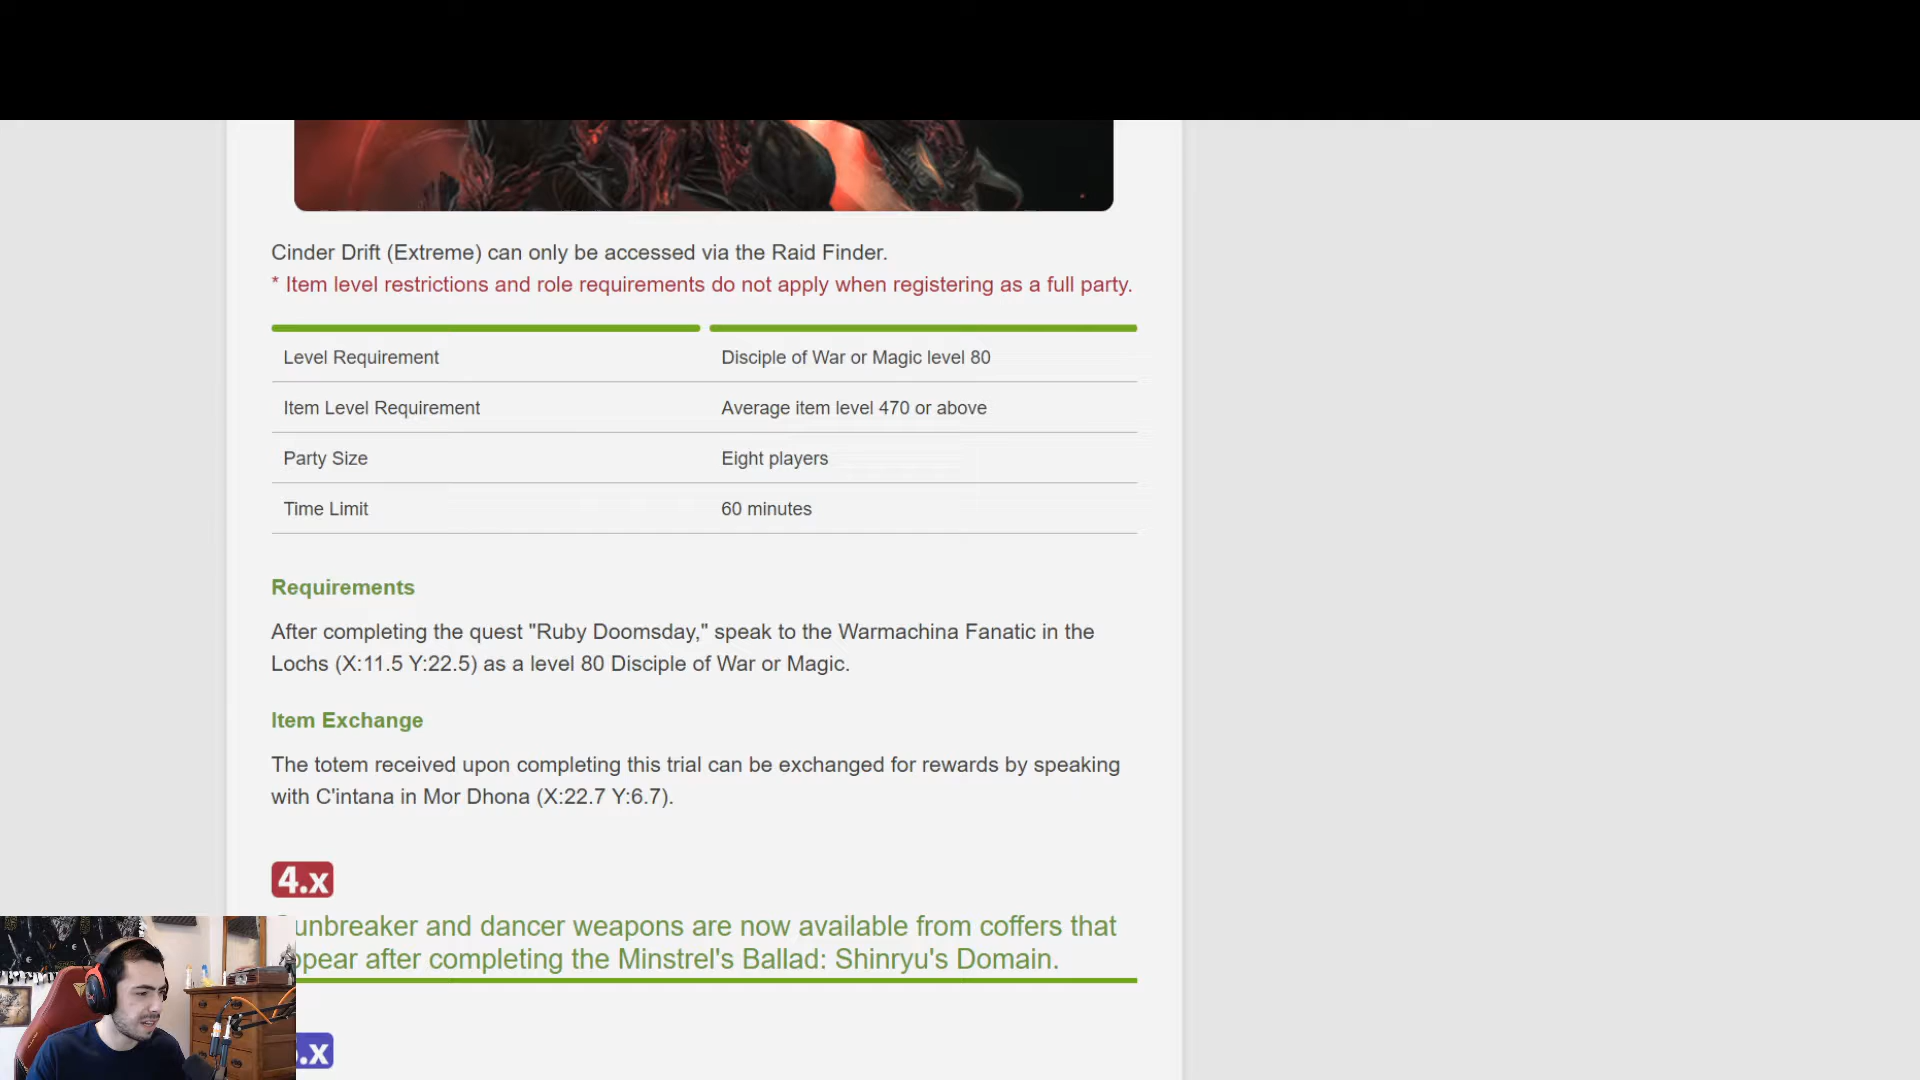 Cinder Drift (Extreme) can only be accessed via the Raid Finder.
* Item level restrictions and role requirements do not apply when registering as a full party.
Level Requirement Disciple of War or Magic level 80
Item Level Requirement Average item level 470 or above
Party Size Eight players
Time Limit 60 minutes
Requirements
After completing the quest "Ruby Doomsday," speak to the Warmachina Fanatic in the
Lochs (X:11.5 Y:22.5) as a level 80 Disciple of War or Magic.
Item Exchange
The totem received upon completing this trial can be exchanged for rewards by speaking
with C'intana in Mor Dhona (X:22.7 Y:6.7).
4.x
unbreaker and dancer weapons are now available from coffers that
ppear after completing the Minstrel's Ballad: Shinryu's Domain.
.x